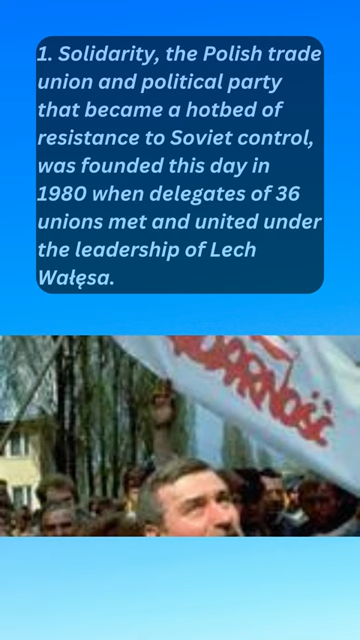 1. Solidarity, the Polish trade
union and political party
that became a hotbed of
resistance to Soviet control,
was founded this day in
1980 when delegates of 36
unions met and united under
the leadership of Lech
Wałęsa.
IDARNOŚĆ